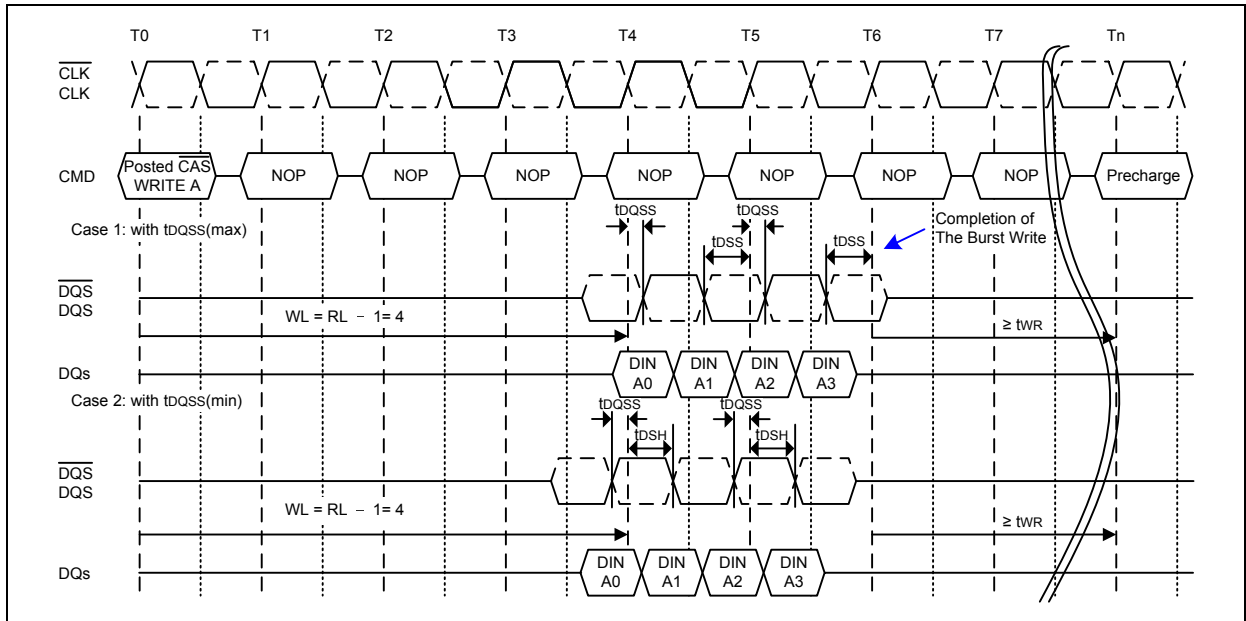 T0 T1 T2 T3 T4 T5 T6 T7 Tn
CLK
CLK
CMD
Posted CAS
WRITE A
NOP NOP NOP NOP NOP NOP NOP Precharge
Case 1: with tDQSS(max)
tDQSS tDQSS
tDSS tDSS
Completion of
The Burst Write
DQS
DQS
WL = RL − 1= 4
≥ tWR
DQs
DIN
A0
DIN
A1
DIN
A2
DIN
A3
Case 2: with tDQSS(min)
tDQSS tDQSS
tDSH tDSH
DQS
DQS
WL = RL − 1= 4
≥ tWR
DQs
DIN
A0
DIN
A1
DIN
A2
DIN
A3